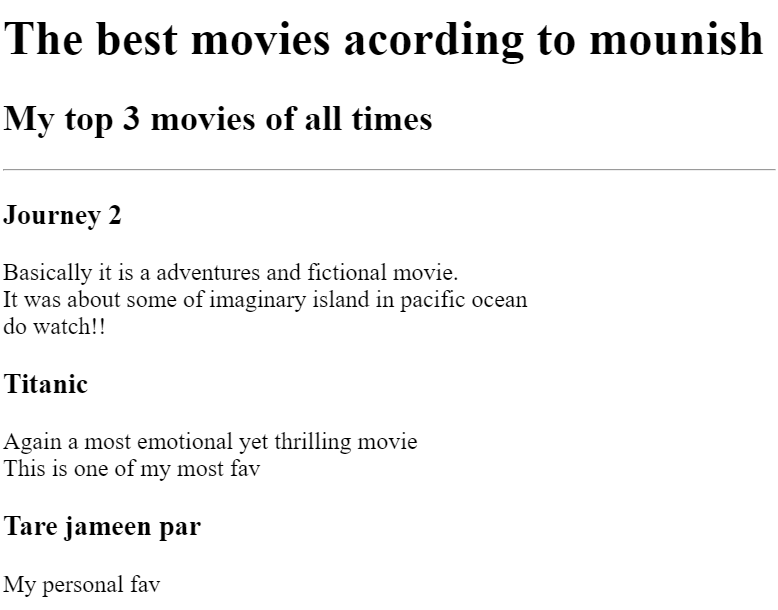 The best movies acording to mounish
My top 3 movies of all times
Journey 2
Basically it is a adventures and fictional movie.
It was about some of imaginary island in pacific ocean
do watch!!
Titanic
Again a most emotional yet thrilling movie
This is one of my most fav
Tare jameen par
My personal fav